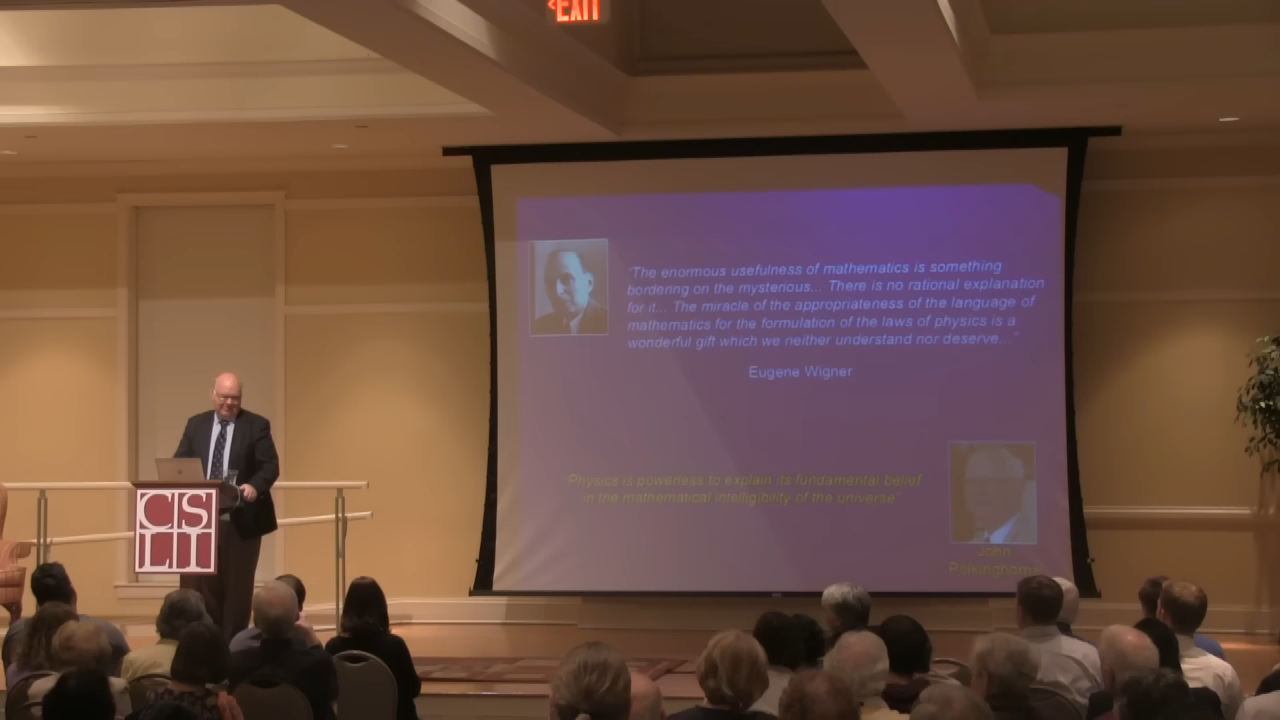 EXIT
"The enormous usefulness of mathematics is something
bordering on the mysterious... There is no rational explanation
for it... The miracle of the appropriateness of the language of
mathematics for the formulation of the laws of physics is a
wonderful gift which we neither understand nor deserve..."
Eugene Wigner
Physics is powerless to explain its fundamental belief
in the mathematical intelligibility of the universe"
John
Polkinghorne
CS
LI